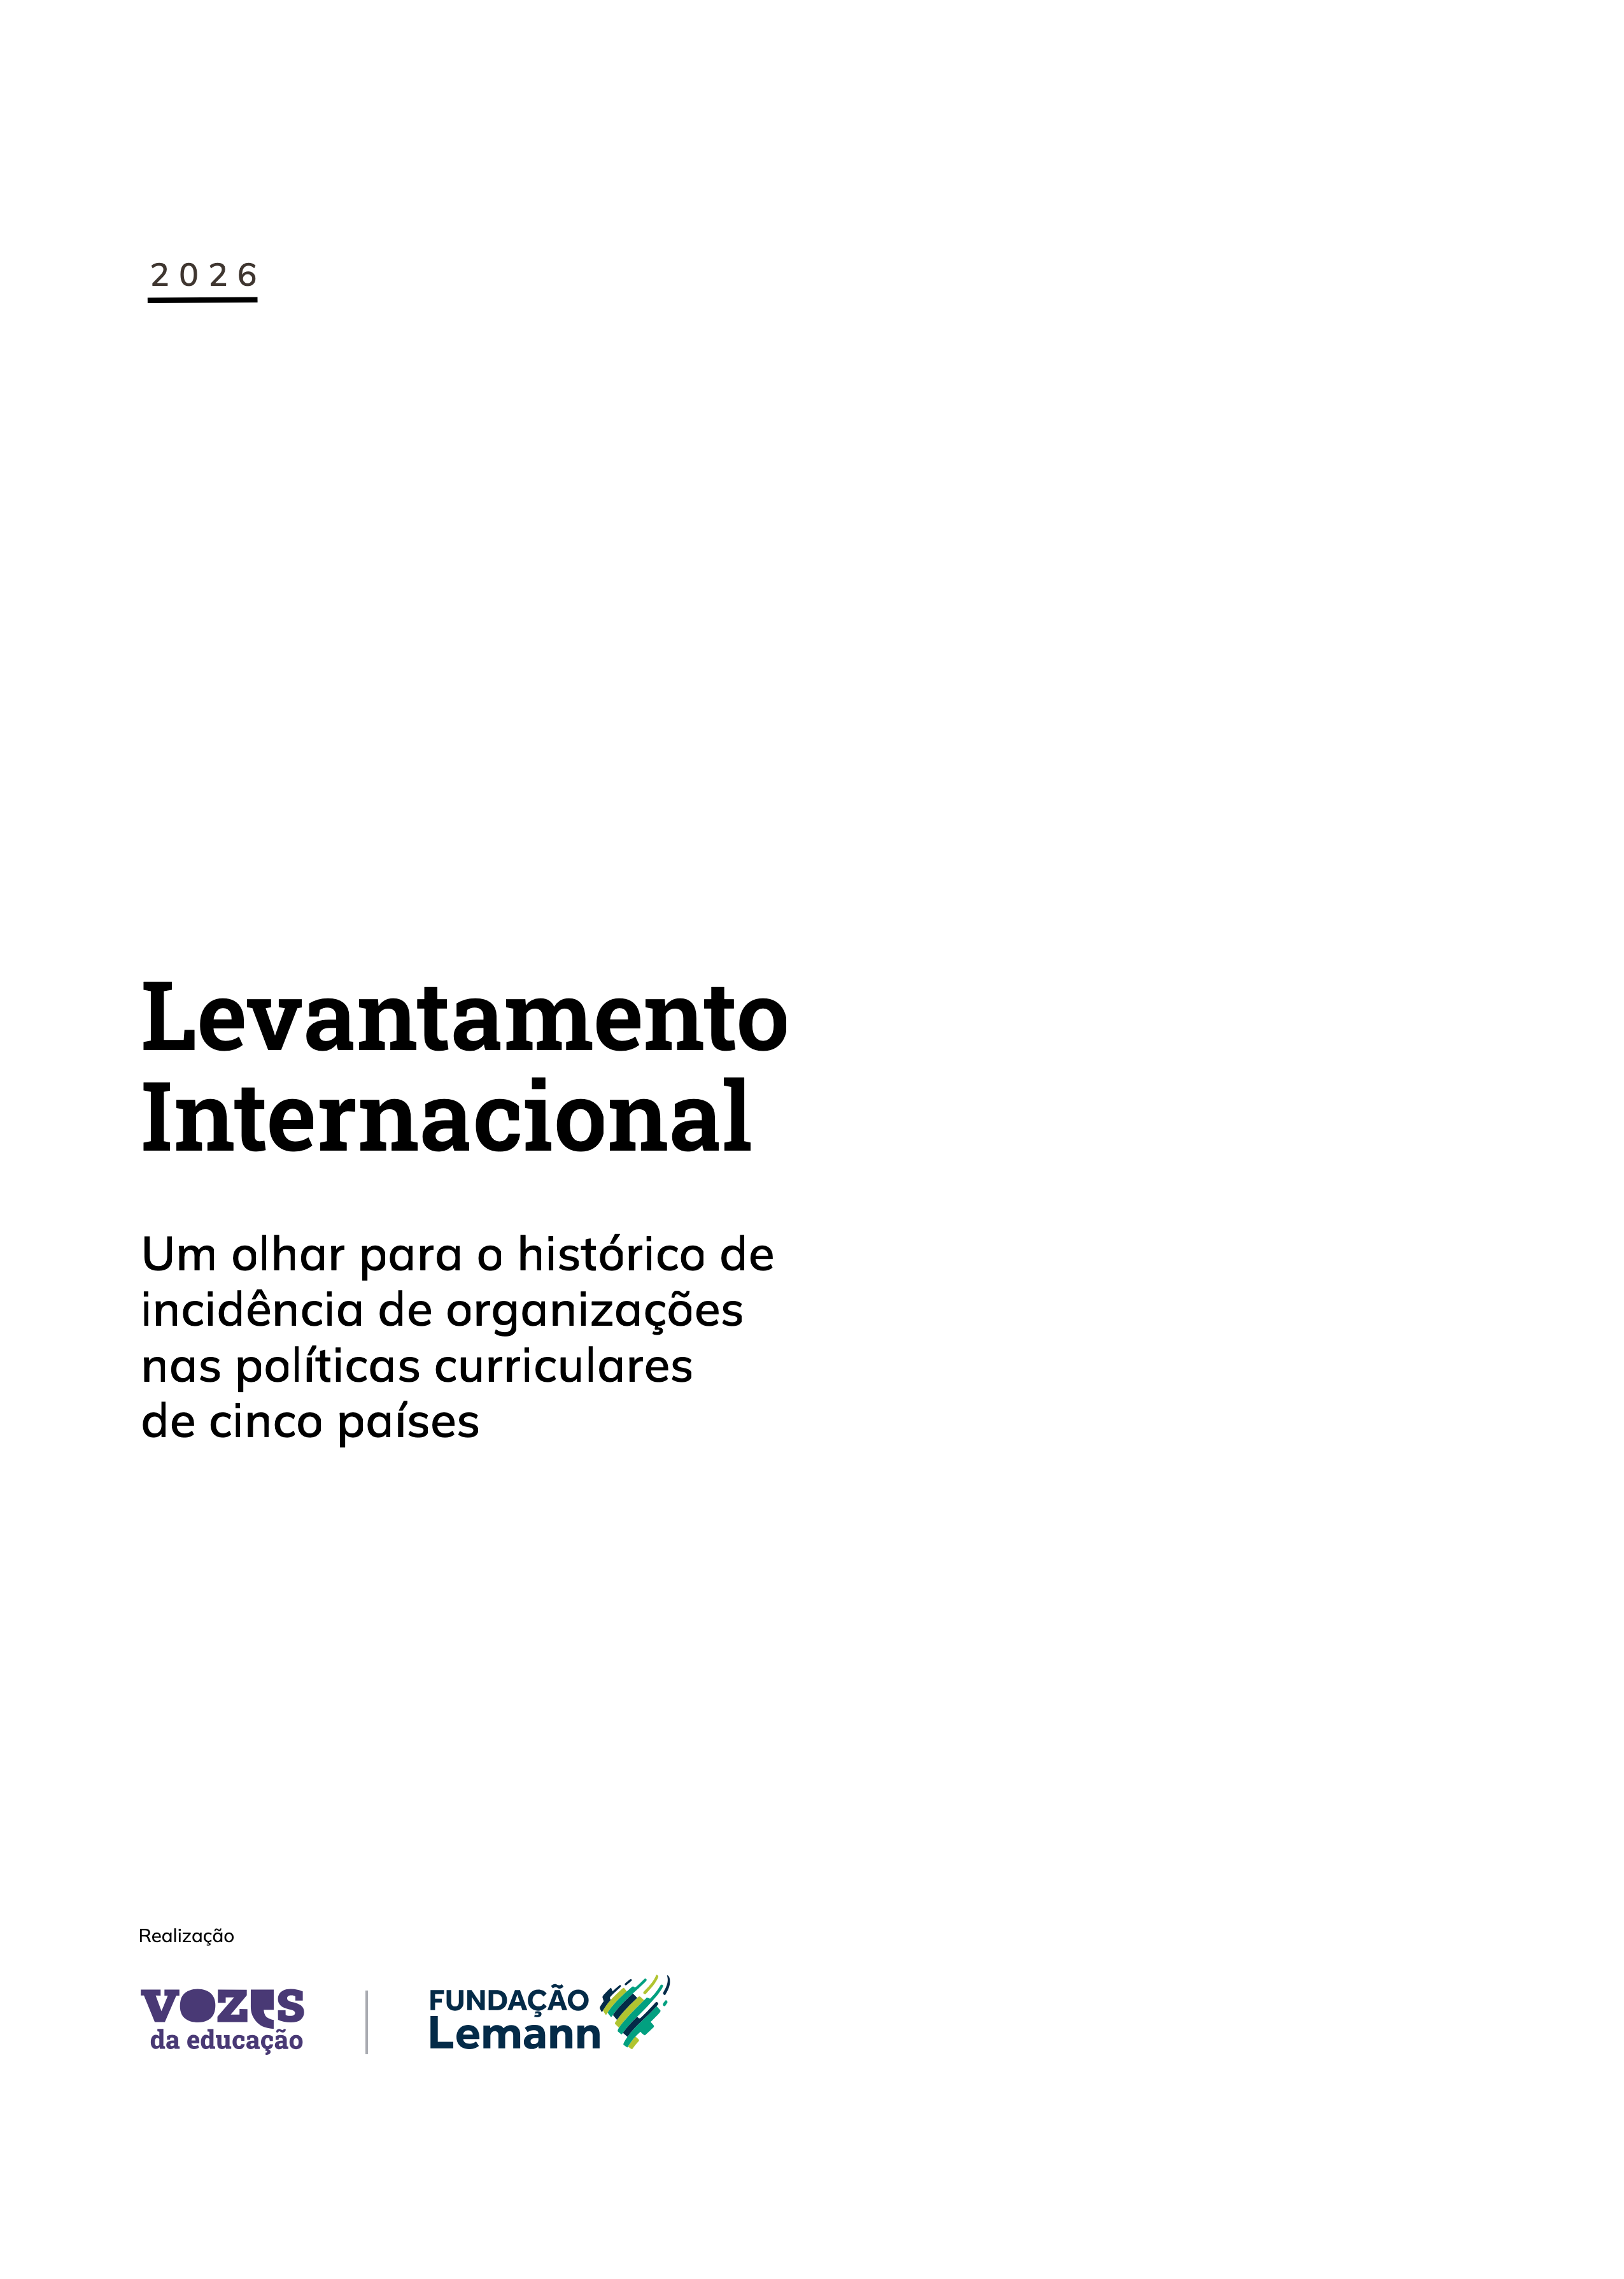 2026
Levantamento
Internacional
Um olhar para o histórico de
incidência de organizações
nas políticas curriculares
de cinco países
Realização
vozes
da educação
FUNDAÇÃO
Lemann